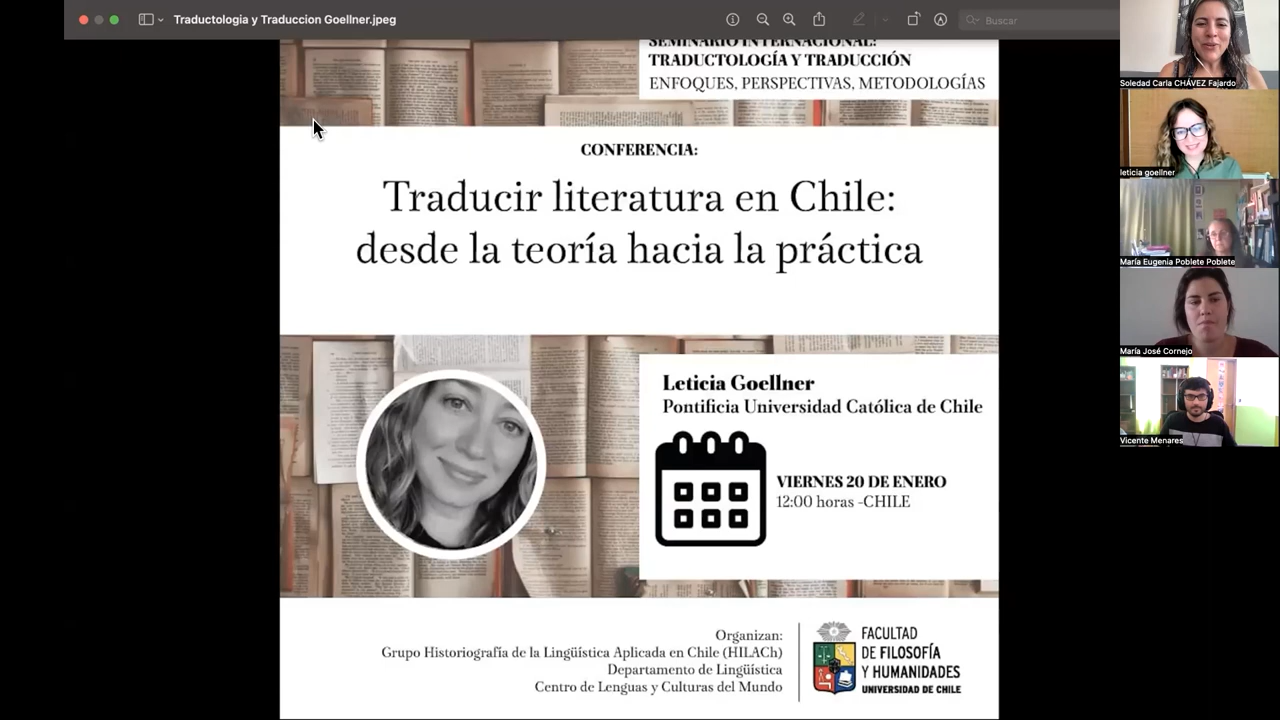 Traductologia y Traduccion Goellner.jpeg
Buscar
SEMINARIO INTERNACIONAL:
TRADUCTOLOGÍA Y TRADUCCIÓN
ENFOQUES, PERSPECTIVAS, METODOLOGÍAS
CONFERENCIA:
Traducir literatura en Chile:
desde la teoría hacia la práctica
Leticia Goellner
Pontificia Universidad Católica de Chile
VIERNES 20 DE ENERO
12:00 horas -CHILE
Organizan:
Grupo Historiografía de la Lingüística Aplicada en Chile (HILACh)
Departamento de Lingüística
Centro de Lenguas y Culturas del Mundo
FACULTAD
DE FILOSOFÍA
Y HUMANIDADES
UNIVERSIDAD DE CHILE
Soledad Carla CHÁVEZ Fajardo
leticia goellner
María Eugenia Poblete Poblete
María José Cornejo
Vicente Menares